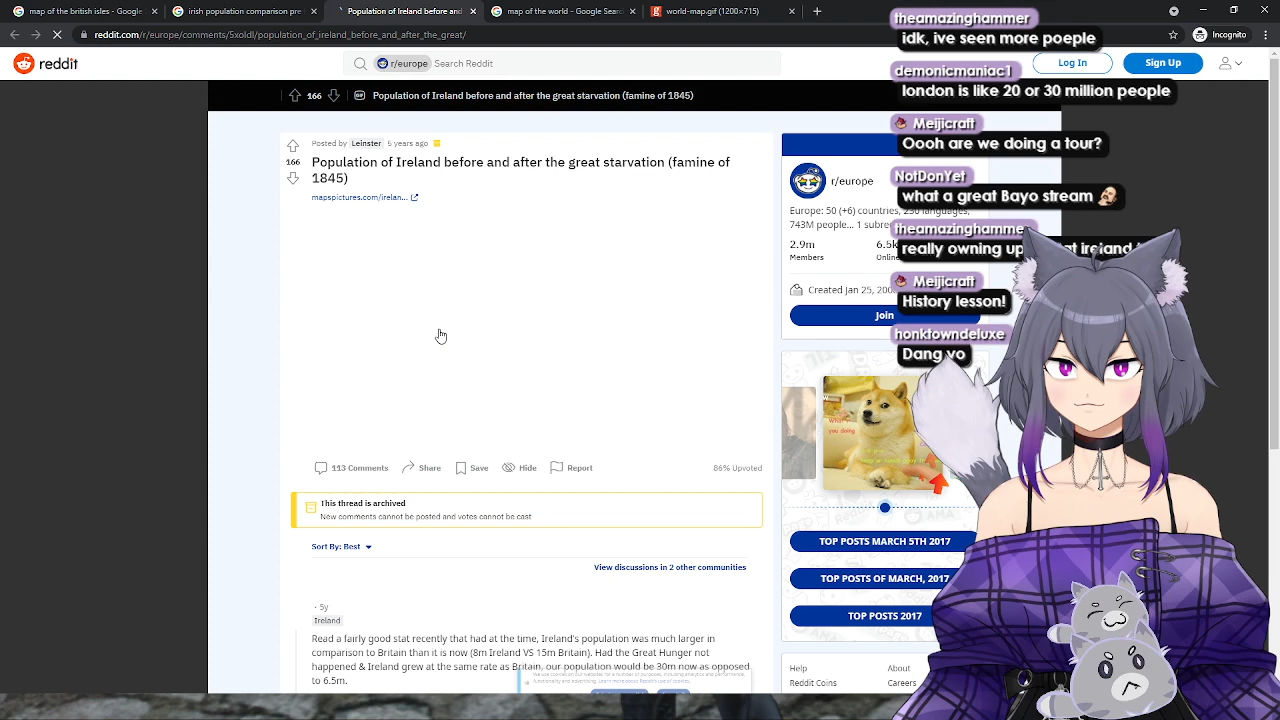 map of the british isles - Google
irish population comparison pre
Population of Ireland before an
map of the world - Google Searc
world-map.gif (1200×715)
reddit.com/r/europe/comments/5xotxd/population_of_ireland_before_and_after_the_great/
Incognito
reddit
r/europe
Search Reddit
Log In
Sign Up
166
GIF
Population of Ireland before and after the great starvation (famine of 1845)
Posted by Leinster 5 years ago
166
Population of Ireland before and after the great starvation (famine of
1845)
mapspictures.com/irelan...
113 Comments
Share
Save
Hide
Report
86% Upvoted
This thread is archived
New comments cannot be posted and votes cannot be cast
Sort By: Best
View discussions in 2 other communities
· 5y
Ireland
Read a fairly good stat recently that had at the time, Ireland's population was much larger in
comparison to Britain than it is now (8m Ireland VS 15m Britain). Had the Great Hunger not
happened & Ireland grew at the same rate as Britain, our population would be 30m now as opposed
to 6.5m.
r/europe
Europe: 50 (+6) countries, 230 languages,
743M people... 1 subre
2.9m
Members
6.5k
Online
Created Jan 25, 200
Join
TOP POSTS MARCH 5TH 2017
TOP POSTS OF MARCH, 2017
TOP POSTS 2017
Help
About
Reddit Coins
Careers
theamazinghammer
idk, ive seen more poeple
demonicmaniac1
london is like 20 or 30 million people
Meijicraft
Oooh are we doing a tour?
NotDonYet
what a great Bayo stream
theamazinghamme
really owning up
at ireland
Meijicraft
History lesson!
honktowndeluxe
Dang yo